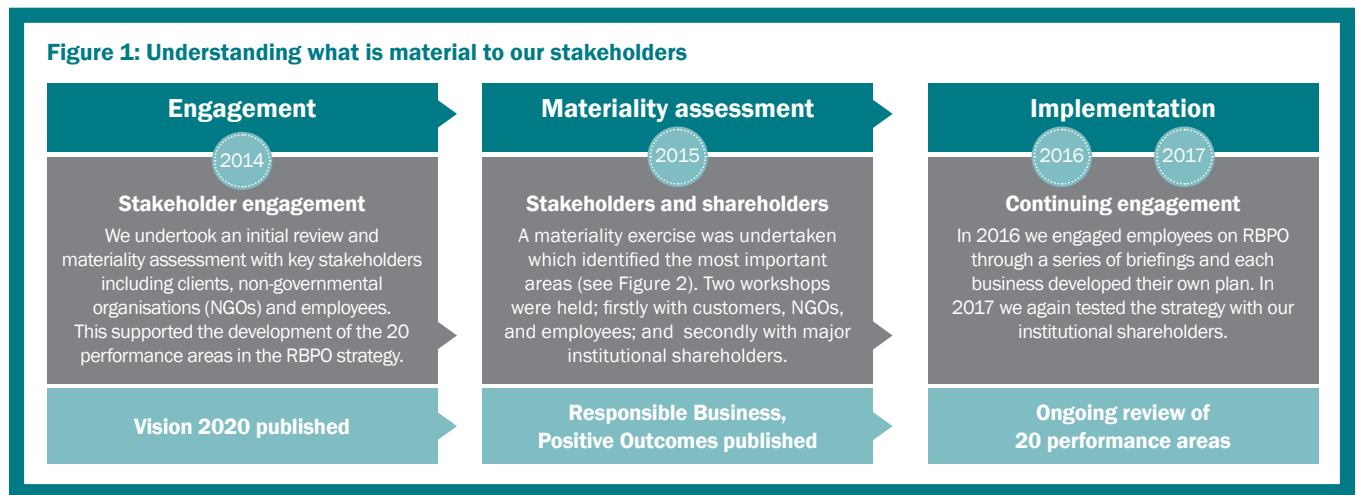 Figure 1: Understanding what is material to our stakeholders
Engagement
2014
Stakeholder engagement
We undertook an initial review and
materiality assessment with key stakeholders
including clients, non-governmental
organisations (NGOs) and employees.
This supported the development of the 20
performance areas in the RBPO strategy.
Vision 2020 published
Materiality assessment
2015
Stakeholders and shareholders
A materiality exercise was undertaken
which identified the most important
areas (see Figure 2). Two workshops
were held; firstly with customers, NGOs,
and employees; and secondly with major
institutional shareholders.
Responsible Business,
Positive Outcomes published
Implementation
2016 2017
Continuing engagement
In 2016 we engaged employees on RBPO
through a series of briefings and each
business developed their own plan. In
2017 we again tested the strategy with our
institutional shareholders.
Ongoing review of
20 performance areas